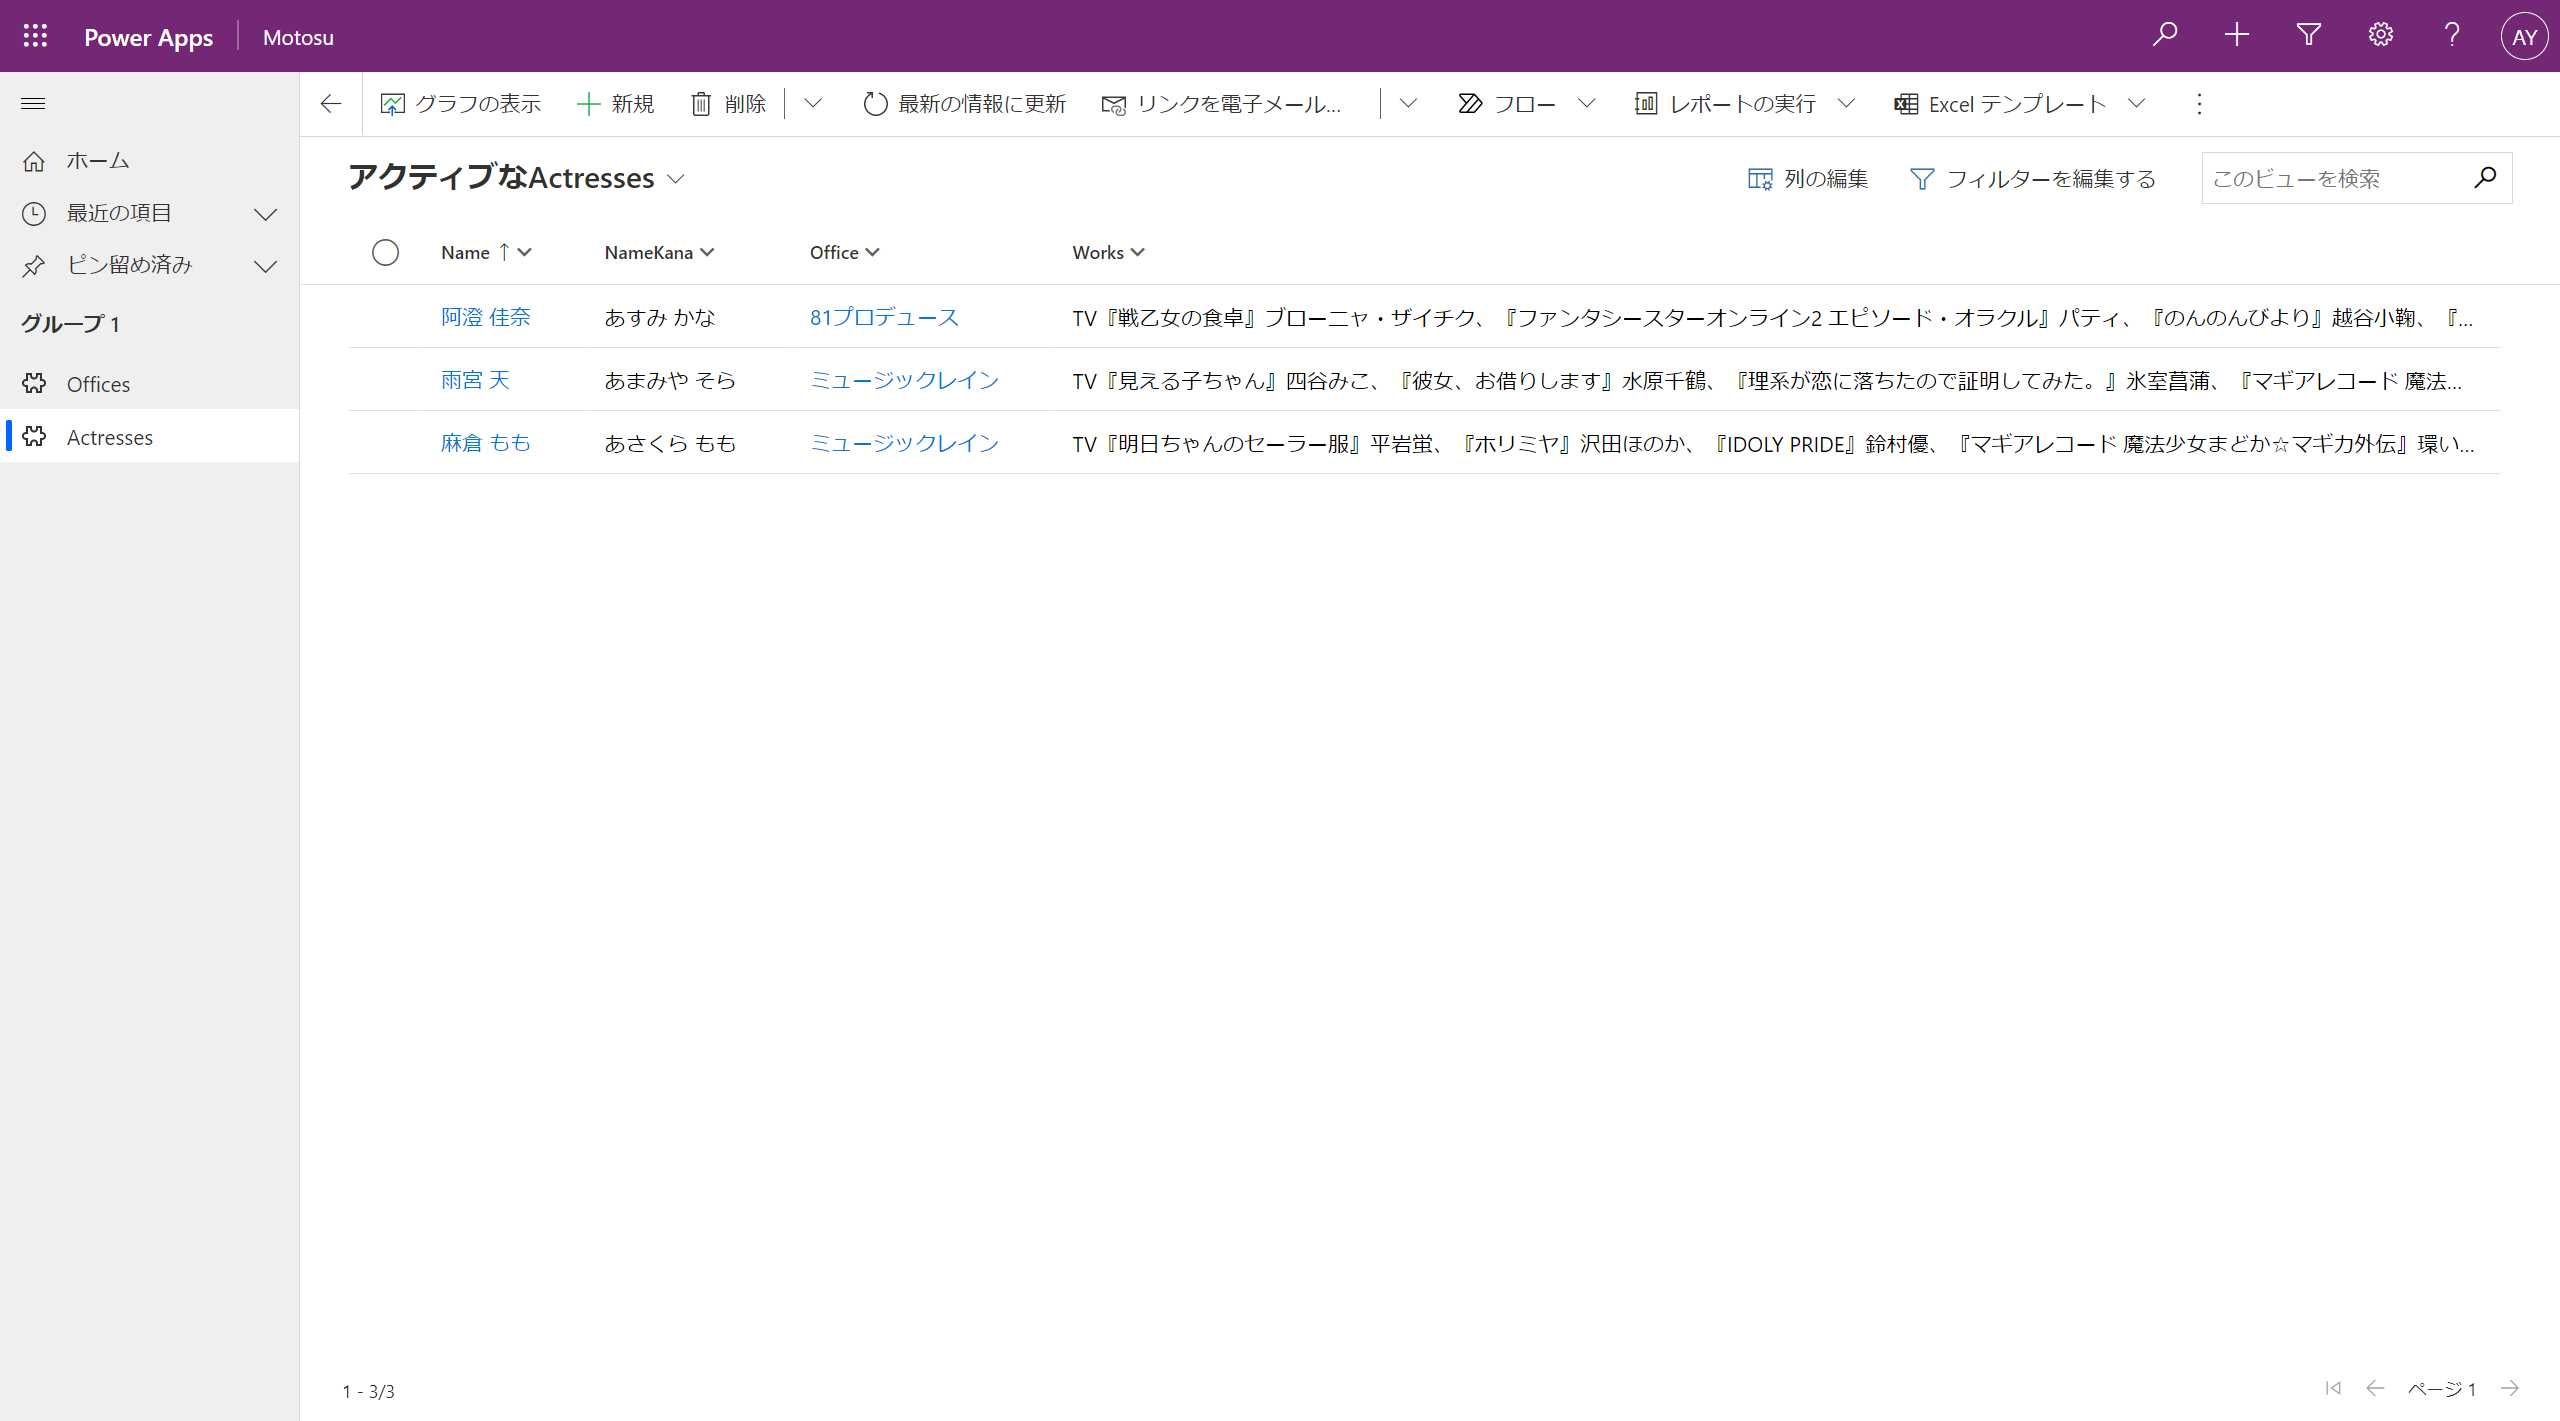 Power Apps Motosu AY
グラフの表示 新規 削除 最新の情報に更新 リンクを電子メール... フロー レポートの実行 Excel テンプレート
ホーム
最近の項目
ピン留め済み
グループ 1
Offices
Actresses
アクティブなActresses 列の編集 フィルターを編集する このビューを検索
Name NameKana Office Works
阿澄 佳奈 あすみ かな 81プロデュース TV『戦乙女の食卓』ブローニャ・ザイチク、『ファンタシースターオンライン2 エピソード・オラクル』パティ、『のんのんびより』越谷小鞠、『...
雨宮 天 あまみや そら ミュージックレイン TV『見える子ちゃん』四谷みこ、『彼女、お借りします』水原千鶴、『理系が恋に落ちたので証明してみた。』氷室菖蒲、『マギアレコード 魔法...
麻倉 もも あさくら もも ミュージックレイン TV『明日ちゃんのセーラー服』平岩蛍、『ホリミヤ』沢田ほのか、『IDOLY PRIDE』鈴村優、『マギアレコード 魔法少女まどか☆マギカ外伝』環い...
1 - 3/3 ページ 1